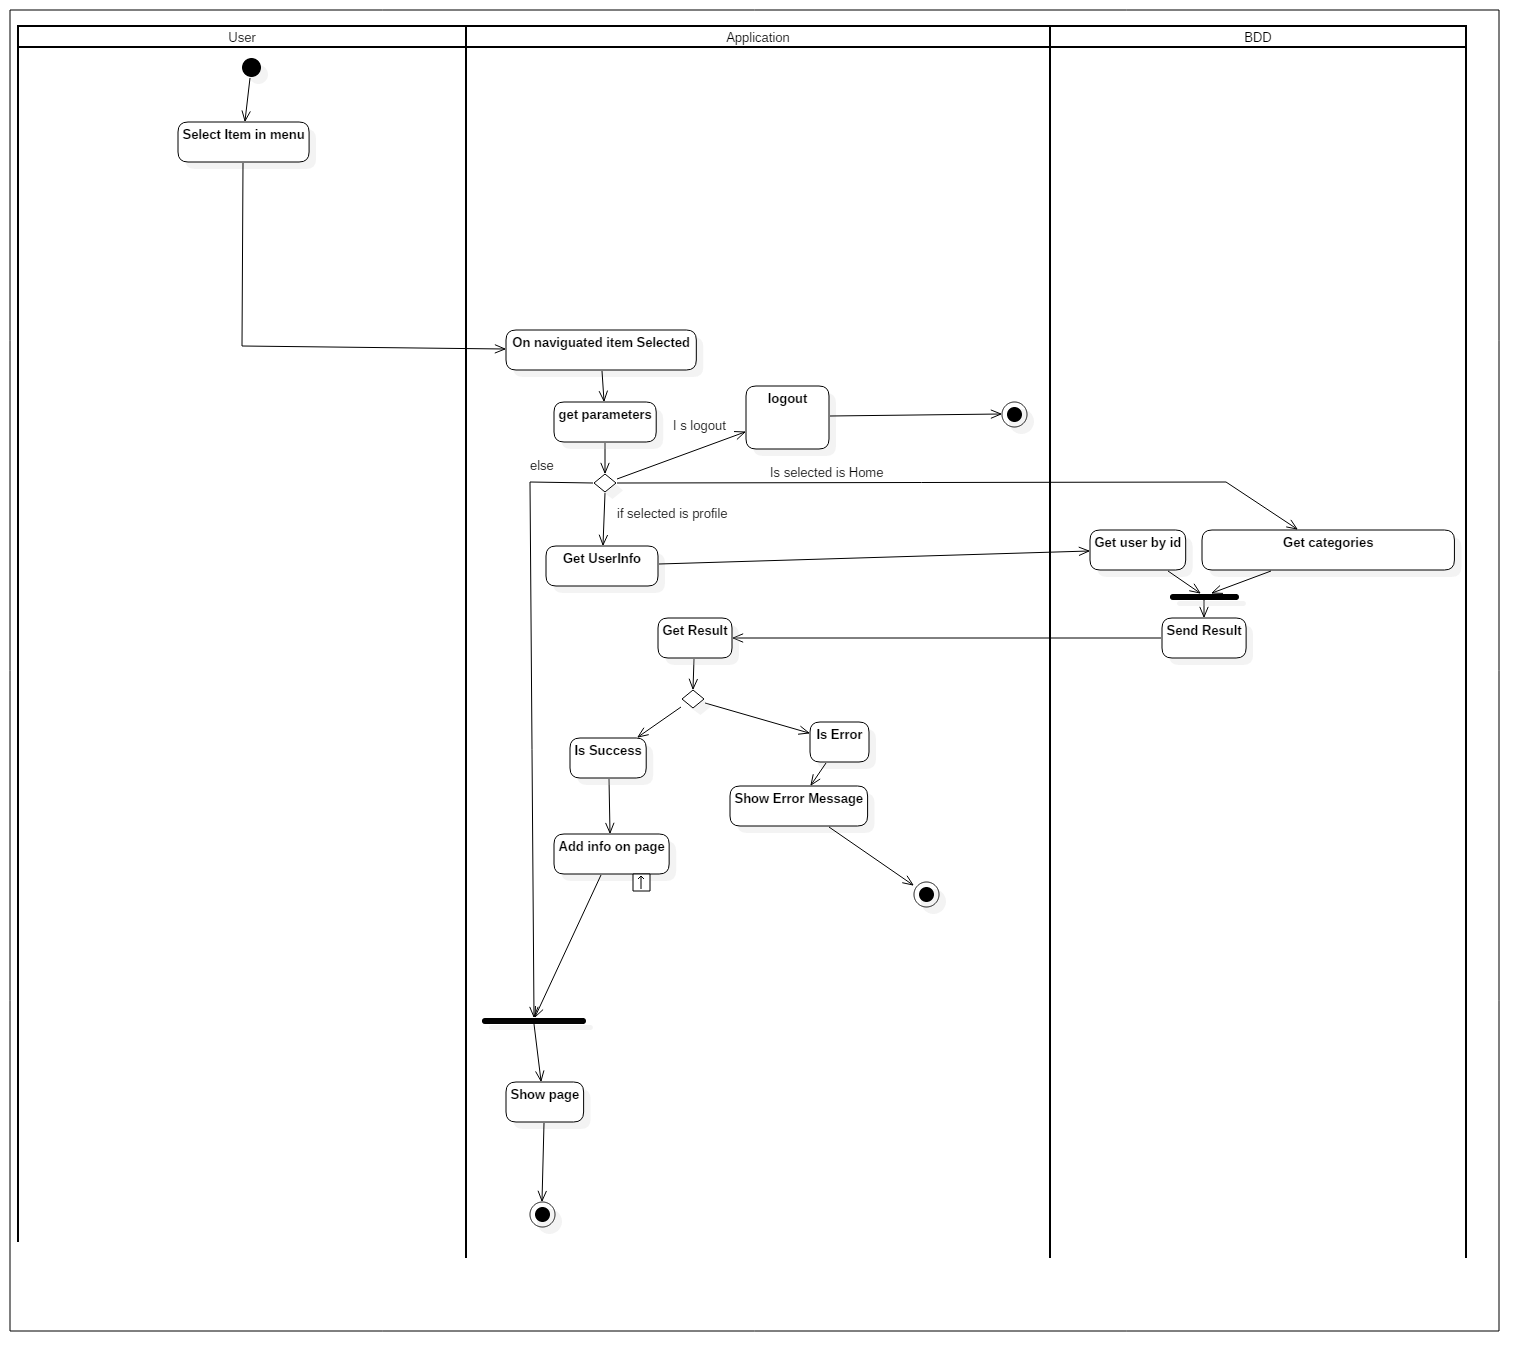 User
Application
BDD
Select Item in menu
On naviguated item Selected
get parameters
logout
I s logout
else
Is selected is Home
if selected is profile
Get UserInfo
Get user by id
Get categories
Get Result
Send Result
Is Success
Is Error
Show Error Message
Add info on page
Show page